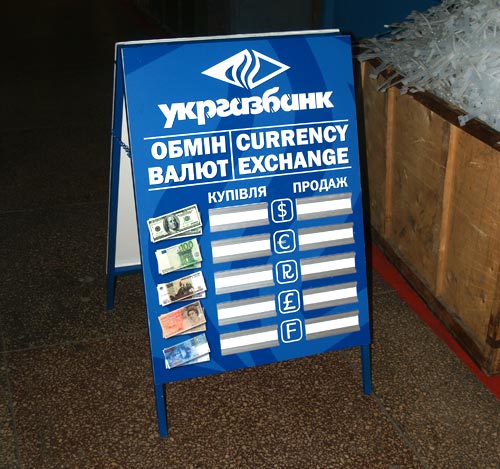 укргазбанк
ОБМІН ВАЛЮТ
CURRENCY EXCHANGE
КУПІВЛЯ ПРОДАЖ
$
€
R
£
F